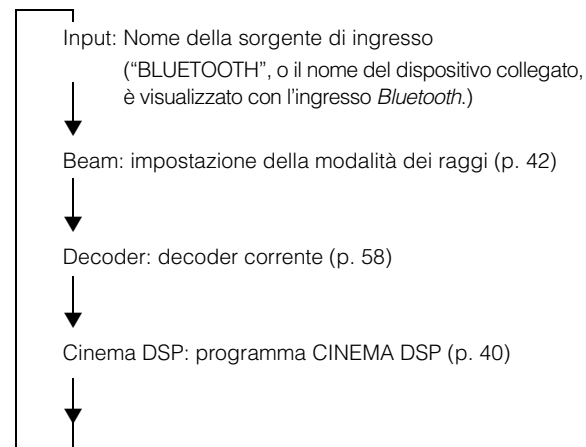 Input: Nome della sorgente di ingresso
(“BLUETOOTH”, o il nome del dispositivo collegato,
è visualizzato con l’ingresso Bluetooth.)
Beam: impostazione della modalità dei raggi (p. 42)
Decoder: decoder corrente (p. 58)
Cinema DSP: programma CINEMA DSP (p. 40)